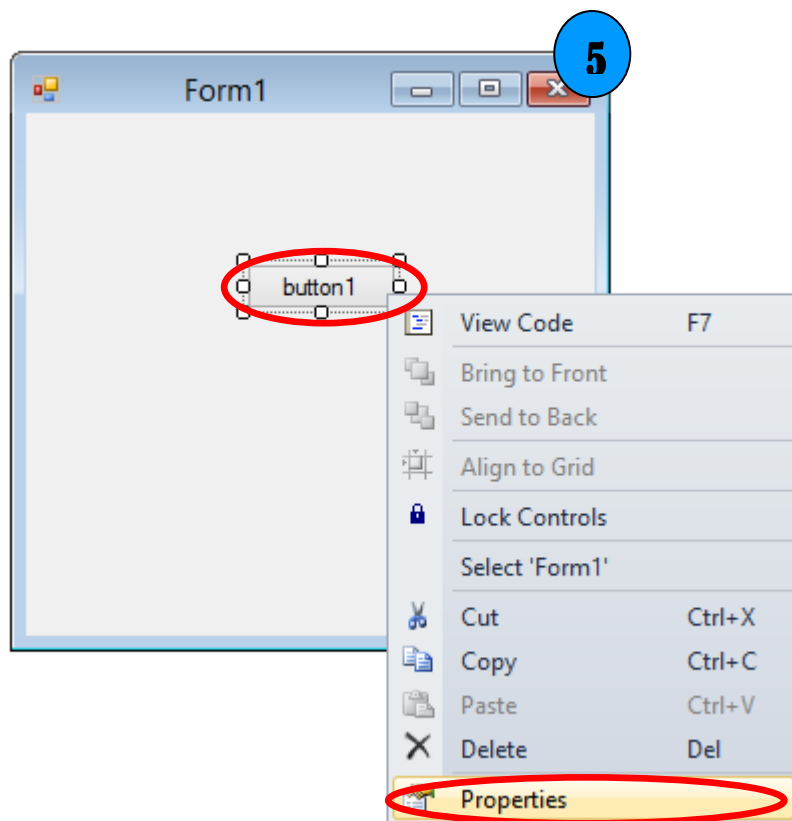 5
Form1
button1
View Code F7
Bring to Front
Send to Back
Align to Grid
Lock Controls
Select 'Form1'
Cut Ctrl+X
Copy Ctrl+C
Paste Ctrl+V
Delete Del
Properties